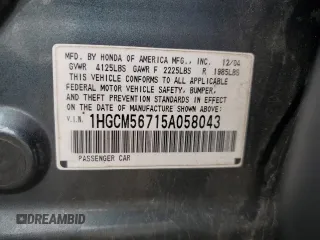 MFD. BY HONDA OF AMERICA MFG., INC. 12/04
GVWR 4125LBS GAWR F 2225LBS R 1985LBS
THIS VEHICLE CONFORMS TO ALL APPLICABLE
FEDERAL MOTOR VEHICLE SAFETY, BUMPER,
AND THEFT PREVENTION STANDARDS IN EFFECT ON
THE DATE OF MANUFACTURE SHOWN ABOVE.
V.I.N. 1HGCM56715A058043
PASSENGER CAR
DREAMBID